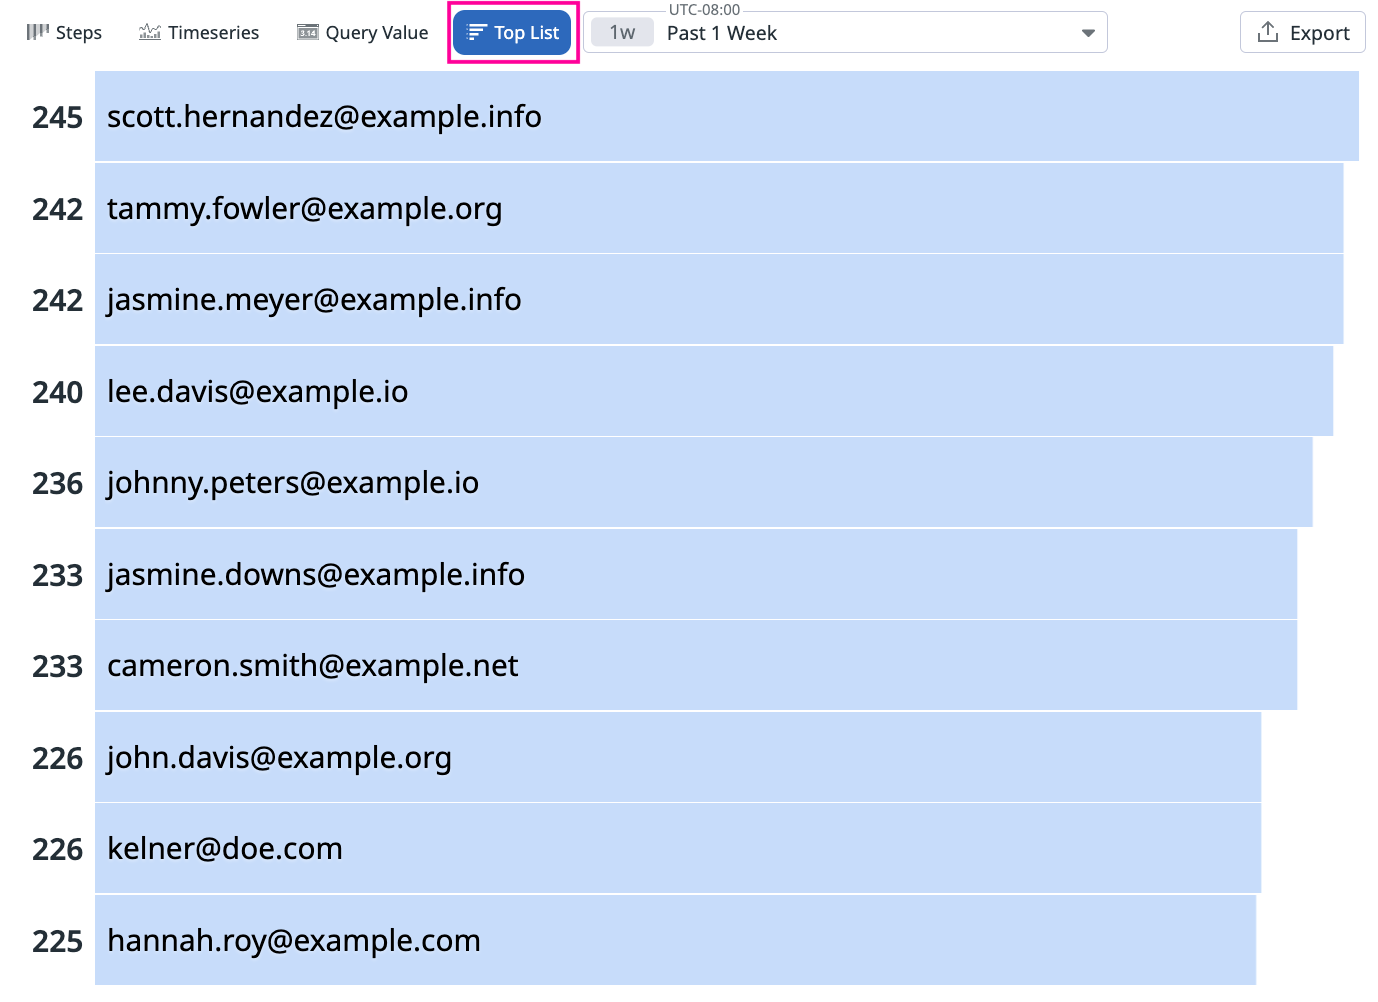 UTC-08:00
Steps Timeseries 3.14 Query Value Top List 1w Past 1 Week Export
245 scott.hernandez@example.info
242 tammy.fowler@example.org
242 jasmine.meyer@example.info
240 lee.davis@example.io
236 johnny.peters@example.io
233 jasmine.downs@example.info
233 cameron.smith@example.net
226 john.davis@example.org
226 kelner@doe.com
225 hannah.roy@example.com